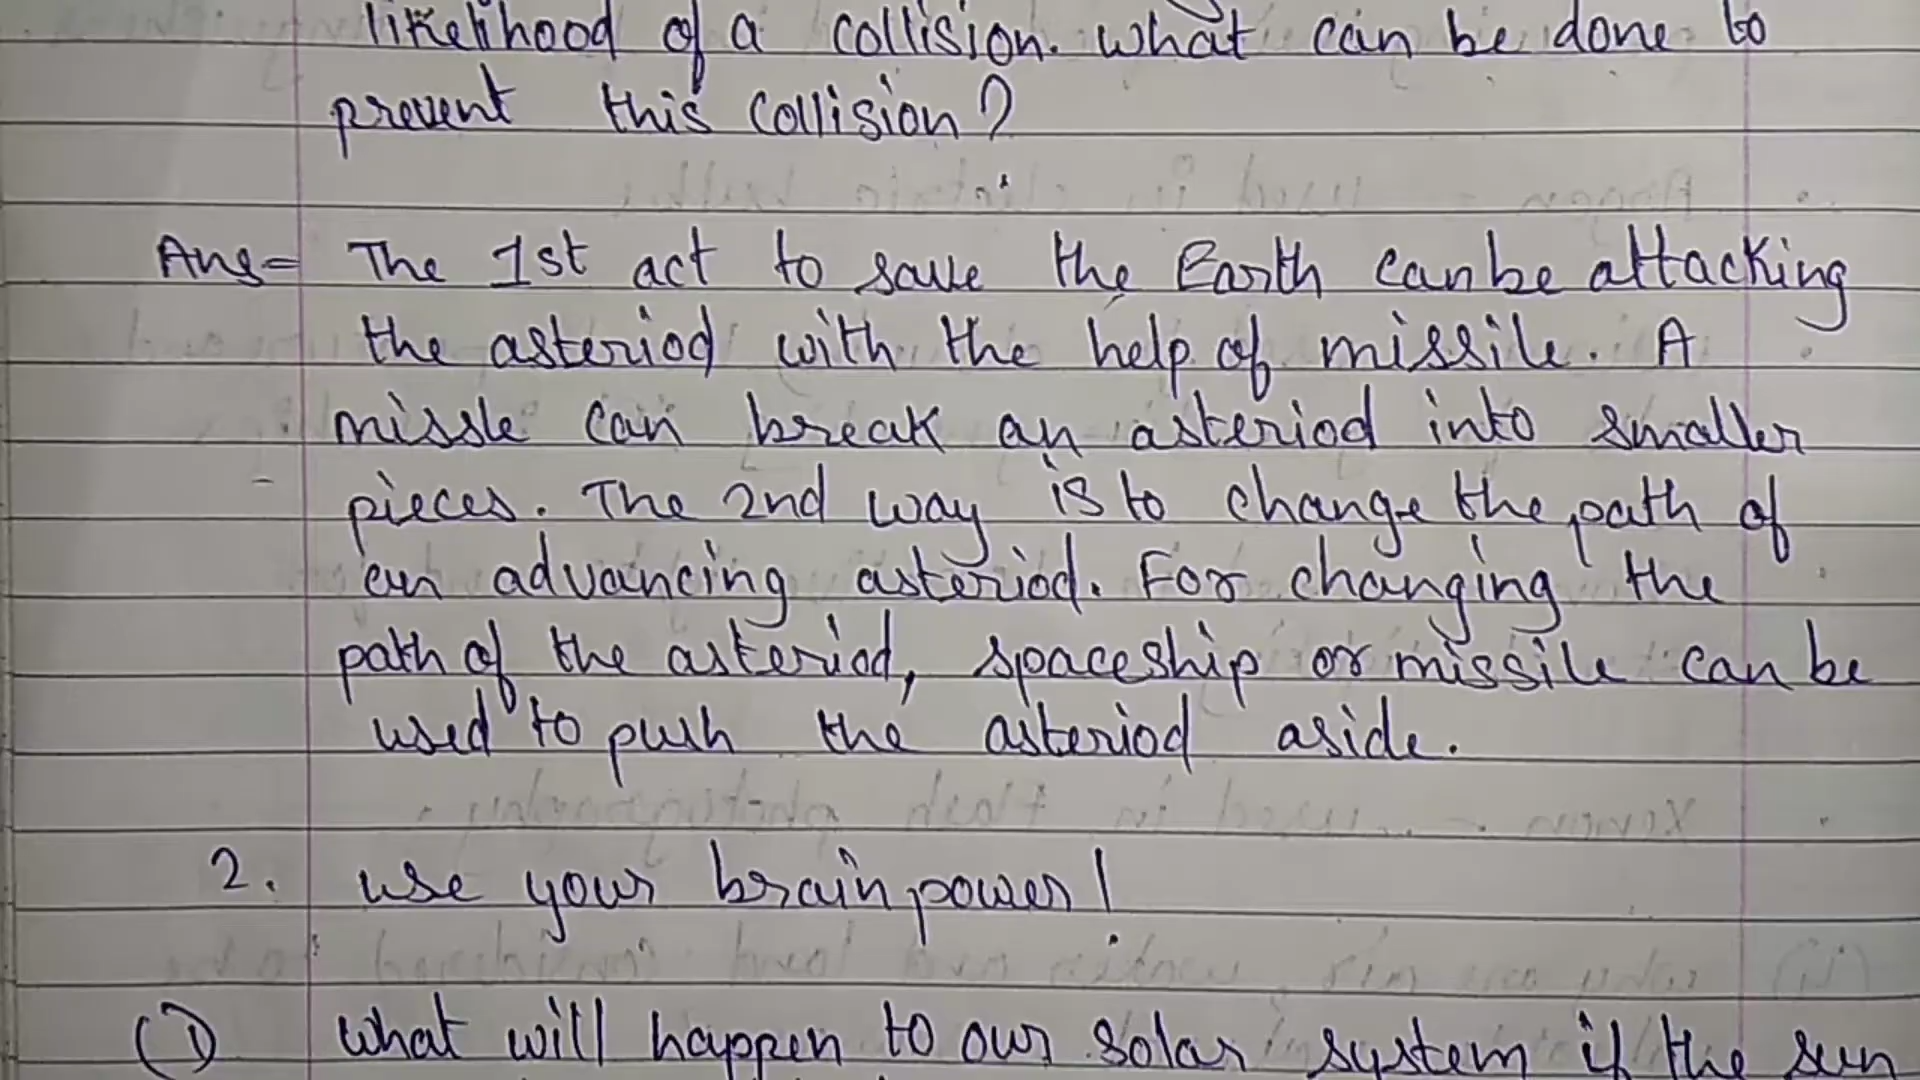 likelihood of a collision. what can be done to
prevent this collision?
Ans= The 1st act to save the Earth can be attacking
the asteriod with the help of missile. A
missle can break an asteriod into smaller
pieces. The 2nd way is to change the path of
an advancing asteriod. For changing the
path of the asteriod, spaceship or missile can be
used to push the asteriod aside.
2. use your brain power!
(1) what will happen to our solar system if the sun